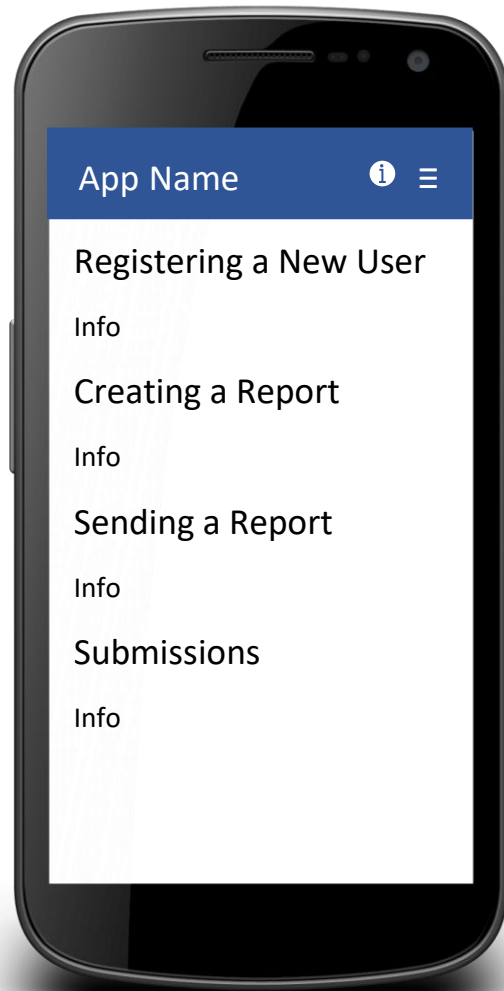 App Name
Registering a New User
Info
Creating a Report
Info
Sending a Report
Info
Submissions
Info